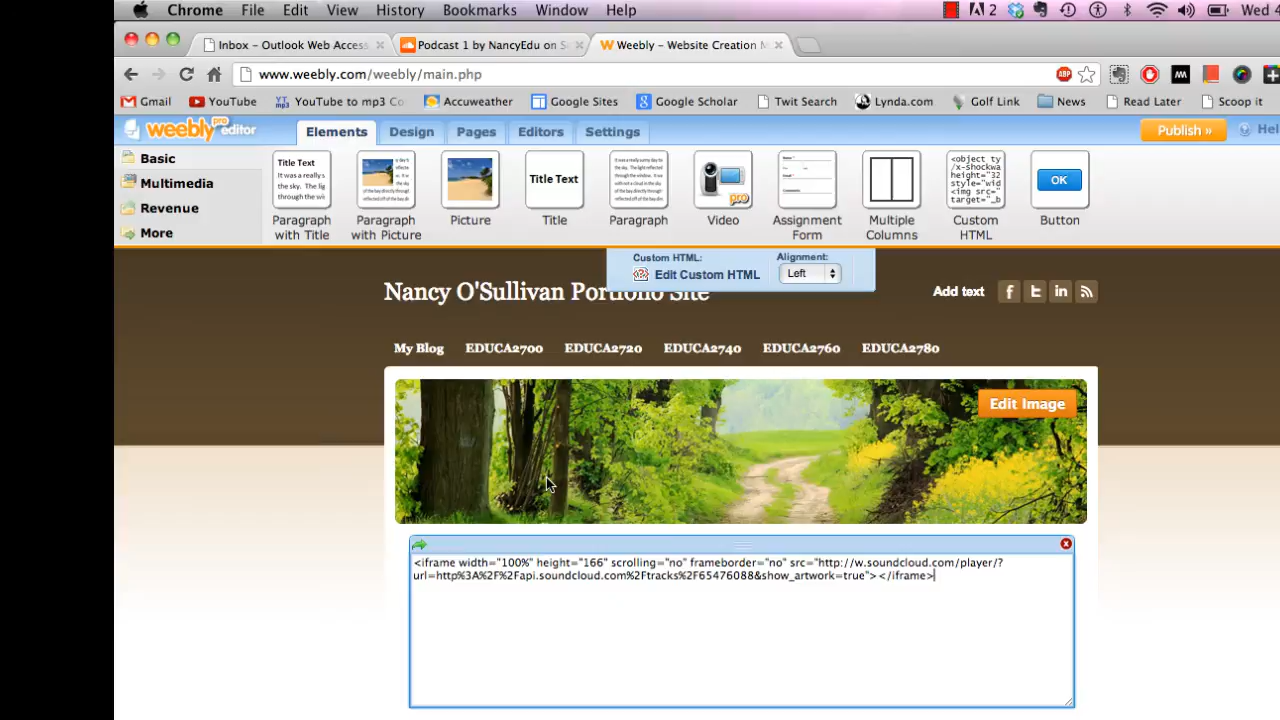 Chrome File Edit View History Bookmarks Window Help 2 Wed 4
Inbox – Outlook Web Access
Podcast 1 by NancyEdu on S
Weebly – Website Creation M
www.weebly.com/weebly/main.php
ABP
Gmail YouTube YouTube to mp3 Co Accuweather Google Sites Google Scholar Twit Search Lynda.com Golf Link News Read Later Scoop it
weebly pro editor
Elements Design Pages Editors Settings Publish » Hel
Basic
Multimedia
Revenue
More
Paragraph with Title
Paragraph with Picture
Picture
Title Text
Title
Paragraph
pro
Video
Assignment Form
Multiple Columns
Custom HTML
OK
Button
Custom HTML: Alignment:
Edit Custom HTML Left
Nancy O'Sullivan Portfolio Site
Add text
My Blog EDUCA2700 EDUCA2720 EDUCA2740 EDUCA2760 EDUCA2780
Edit Image
<iframe width="100%" height="166" scrolling="no" frameborder="no" src="http://w.soundcloud.com/player/?
url=http%3A%2F%2Fapi.soundcloud.com%2Ftracks%2F65476088&show_artwork=true"></iframe>